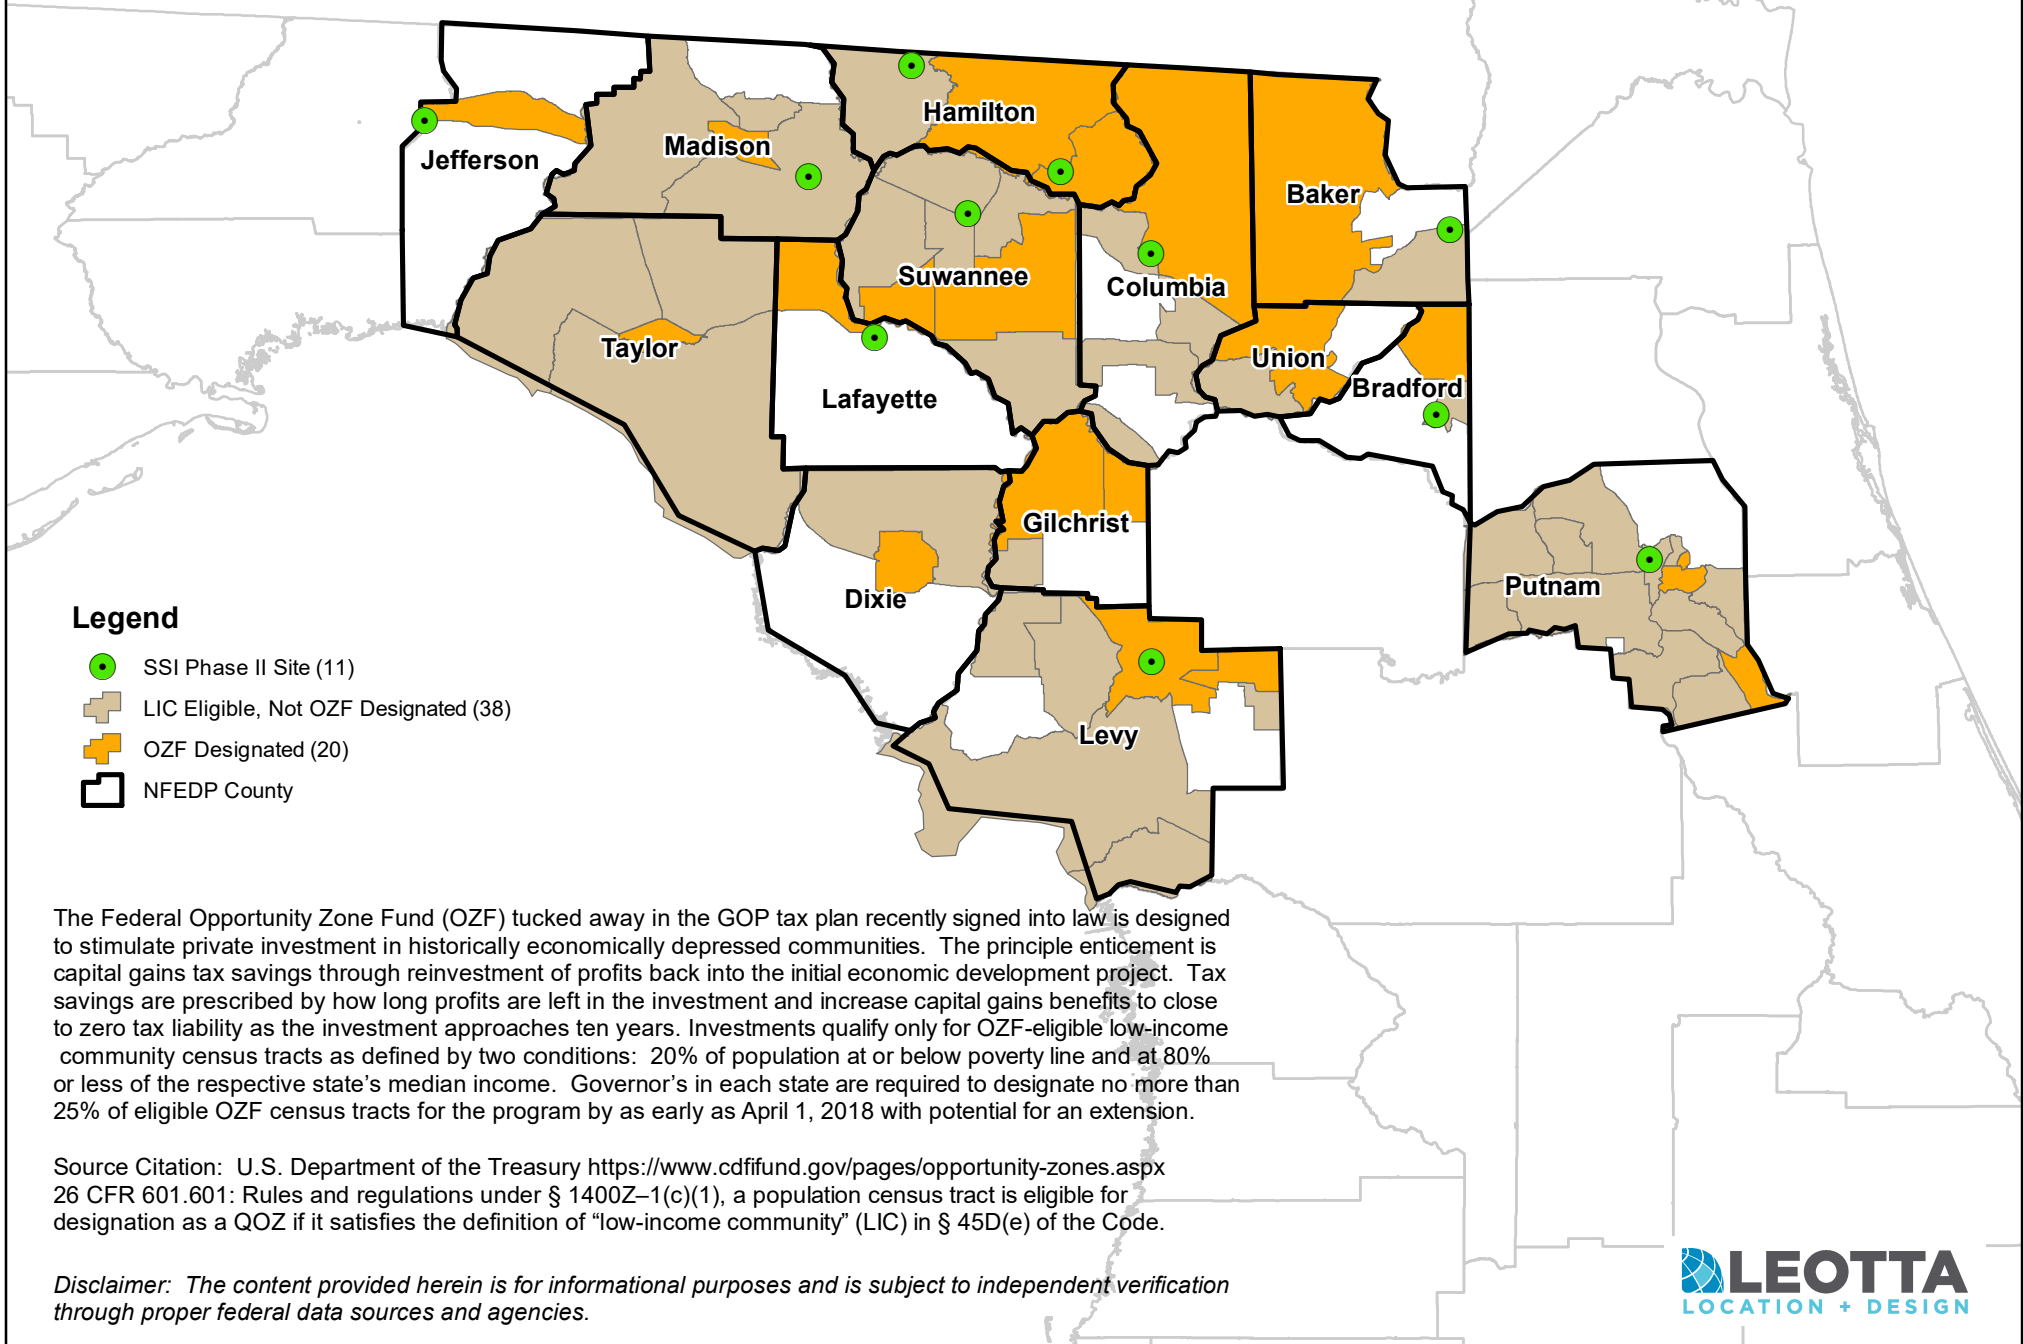 Hamilton
Madison
Jefferson
Baker
Suwannee
Columbia
Taylor
Union
Bradford
Lafayette
Gilchrist
Putnam
Dixie
Levy
Legend
SSI Phase II Site (11)
LIC Eligible, Not OZF Designated (38)
OZF Designated (20)
NFEDP County
The Federal Opportunity Zone Fund (OZF) tucked away in the GOP tax plan recently signed into law is designed
to stimulate private investment in historically economically depressed communities.  The principle enticement is
capital gains tax savings through reinvestment of profits back into the initial economic development project.  Tax
savings are prescribed by how long profits are left in the investment and increase capital gains benefits to close
to zero tax liability as the investment approaches ten years. Investments qualify only for OZF-eligible low-income
community census tracts as defined by two conditions:  20% of population at or below poverty line and at 80%
or less of the respective state’s median income.  Governor’s in each state are required to designate no more than
25% of eligible OZF census tracts for the program by as early as April 1, 2018 with potential for an extension.
Source Citation:  U.S. Department of the Treasury https://www.cdfifund.gov/pages/opportunity-zones.aspx
26 CFR 601.601: Rules and regulations under § 1400Z–1(c)(1), a population census tract is eligible for
designation as a QOZ if it satisfies the definition of “low-income community” (LIC) in § 45D(e) of the Code.
Disclaimer:  The content provided herein is for informational purposes and is subject to independent verification
through proper federal data sources and agencies.
LEOTTA
LOCATION + DESIGN